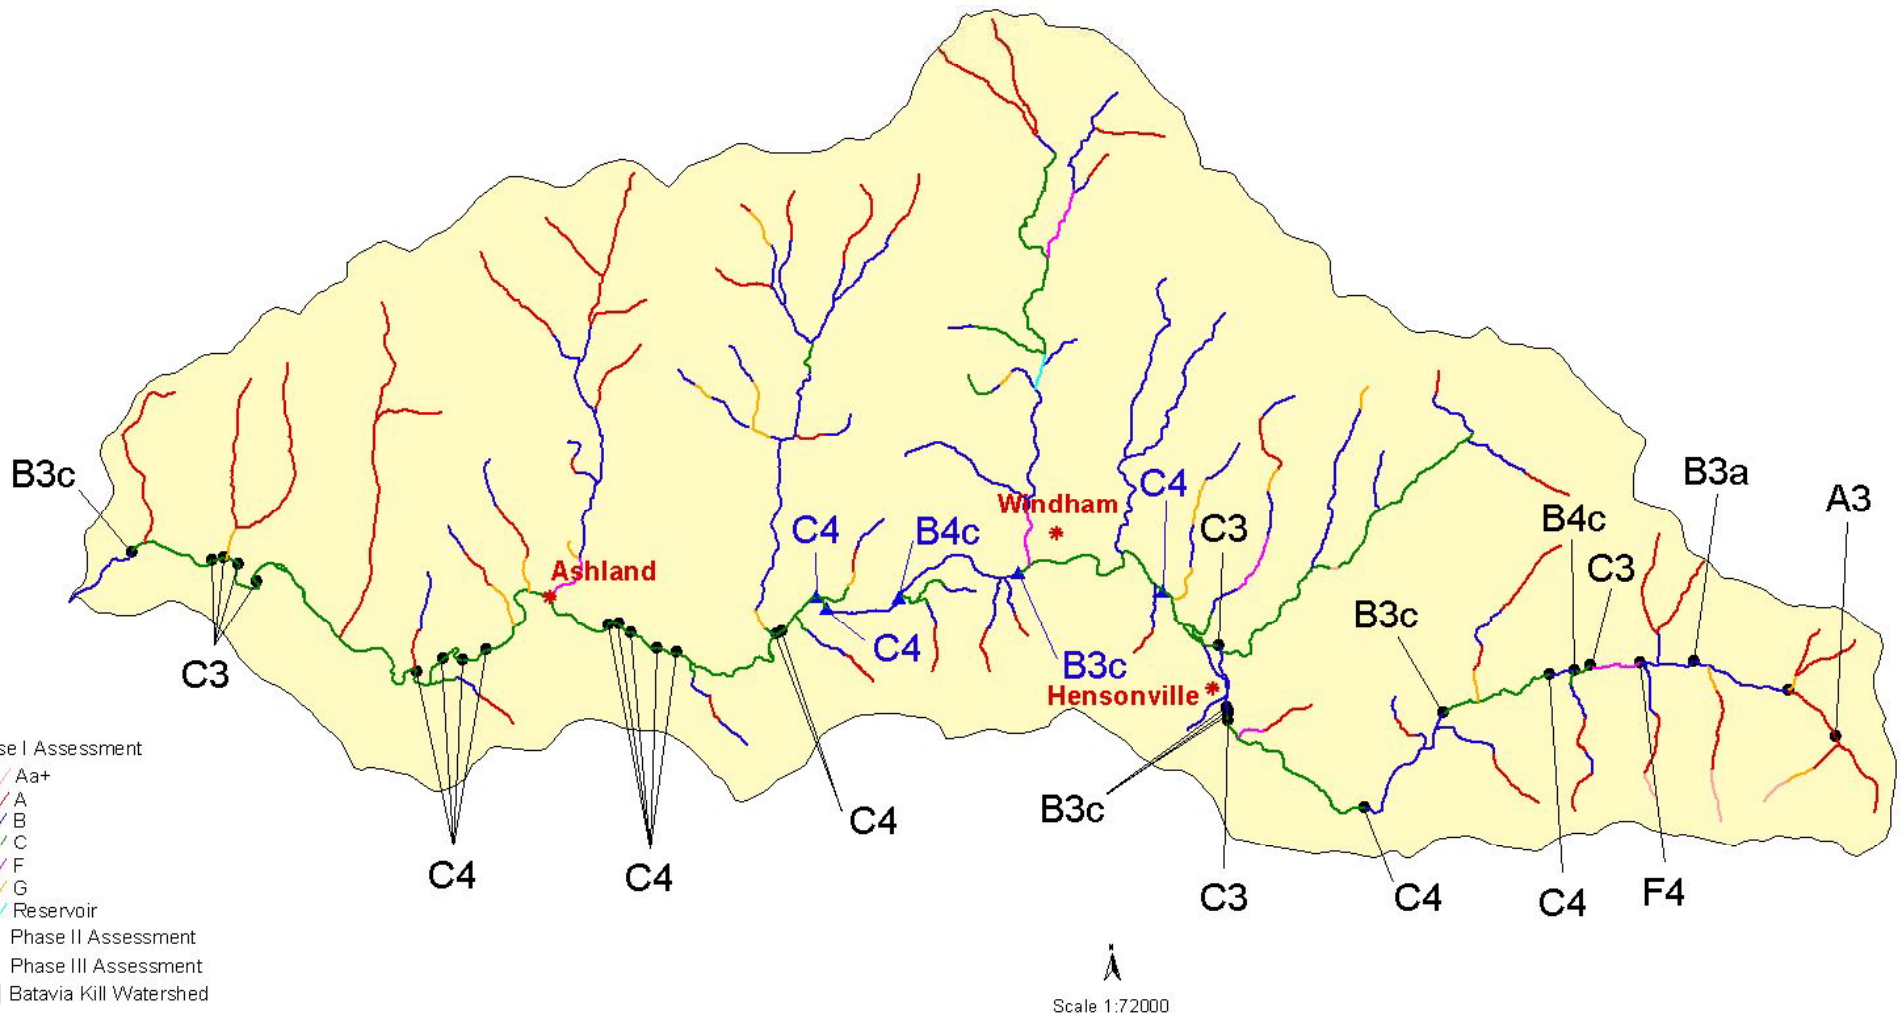 B3c
C3
C4
C4
Ashland
C4
B4c
C4
C4
Windham
B3c
Hensonville
C4
C3
B3c
C3
B3c
C4
B4c
C3
C4
F4
B3a
A3
se I Assessment
Aa+
A
B
C
F
G
Reservoir
Phase II Assessment
Phase III Assessment
Batavia Kill Watershed
N
Scale 1:72000